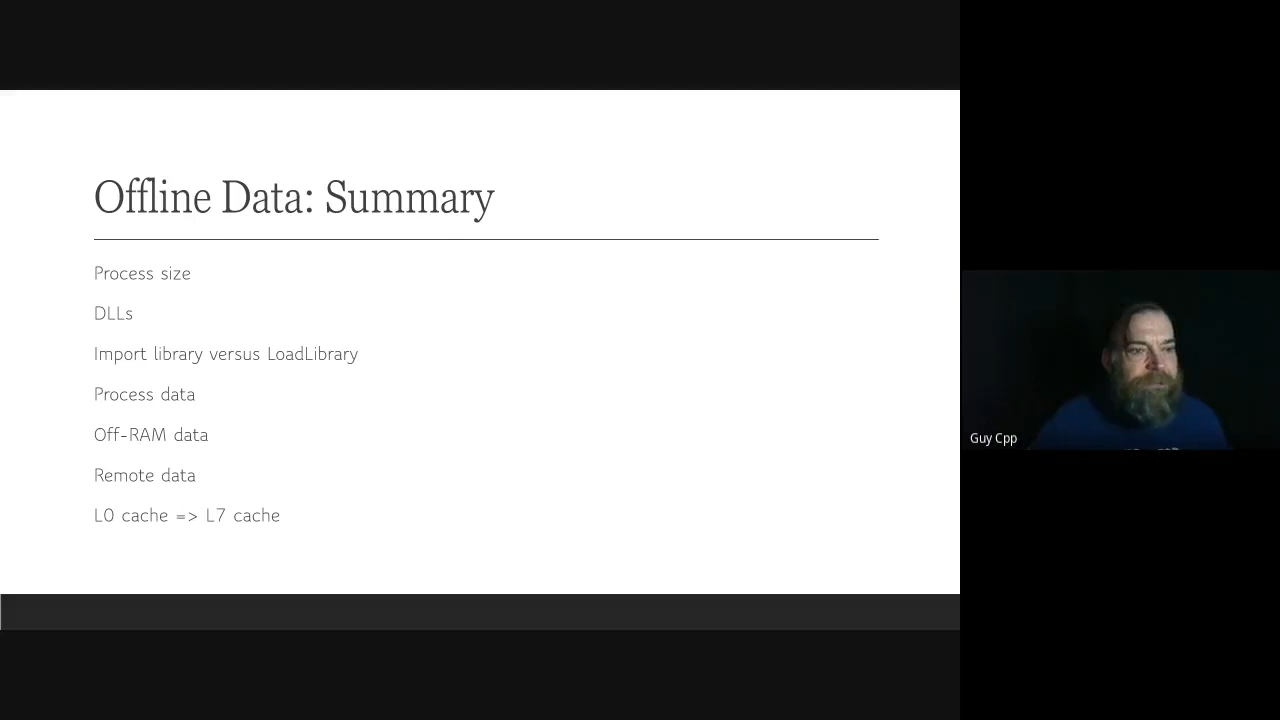 Offline Data: Summary
Process size
DLLs
Import library versus LoadLibrary
Process data
Off-RAM data
Remote data
L0 cache => L7 cache
Guy Cpp